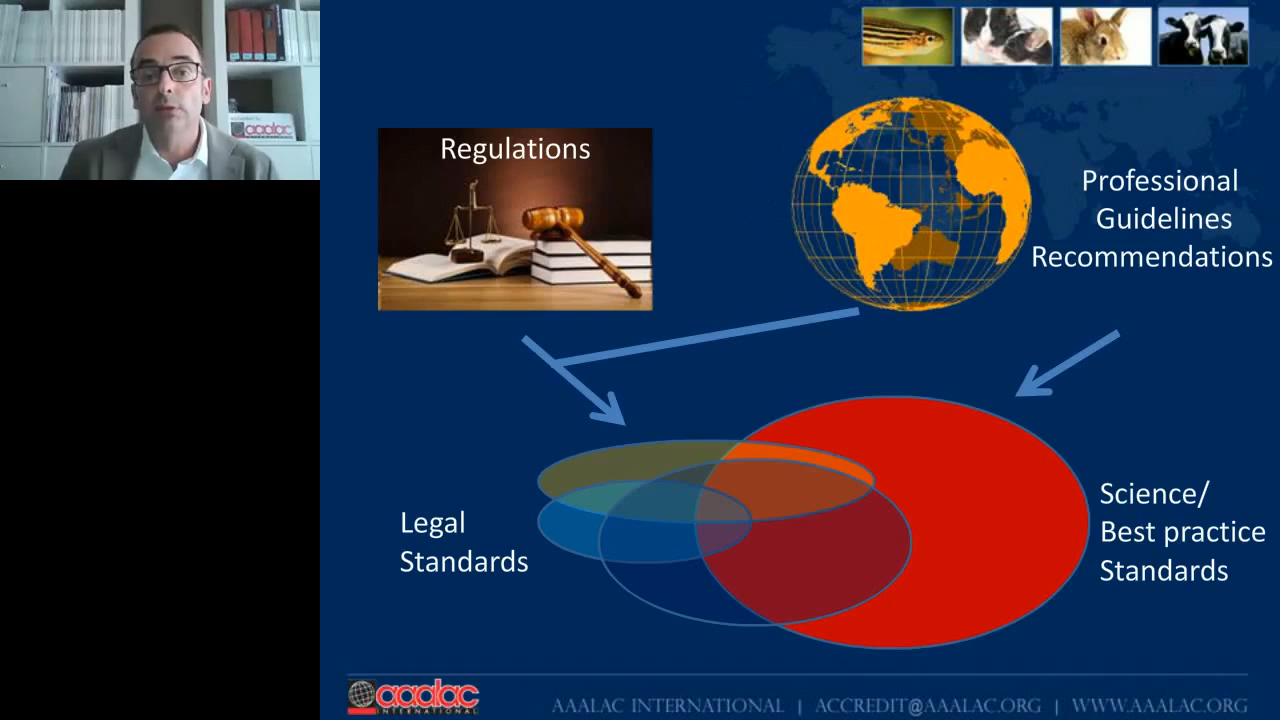 aaalac
Regulations
Professional
Guidelines
Recommendations
Legal
Standards
Science/
Best practice
Standards
aaalac
INTERNATIONAL
AAALAC INTERNATIONAL | ACCREDIT@AAALAC.ORG | WWW.AAALAC.ORG